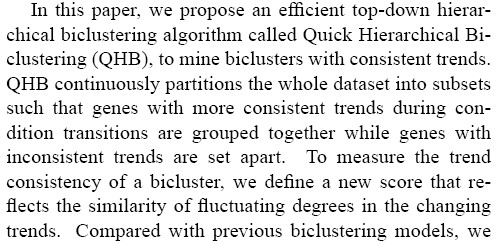 In this paper, we propose an efficient top-down hierar-
chical biclustering algorithm called Quick Hierarchical Bi-
clustering (QHB), to mine biclusters with consistent trends.
QHB continuously partitions the whole dataset into subsets
such that genes with more consistent trends during con-
dition transitions are grouped together while genes with
inconsistent trends are set apart. To measure the trend
consistency of a bicluster, we define a new score that re-
flects the similarity of fluctuating degrees in the changing
trends. Compared with previous biclustering models, we